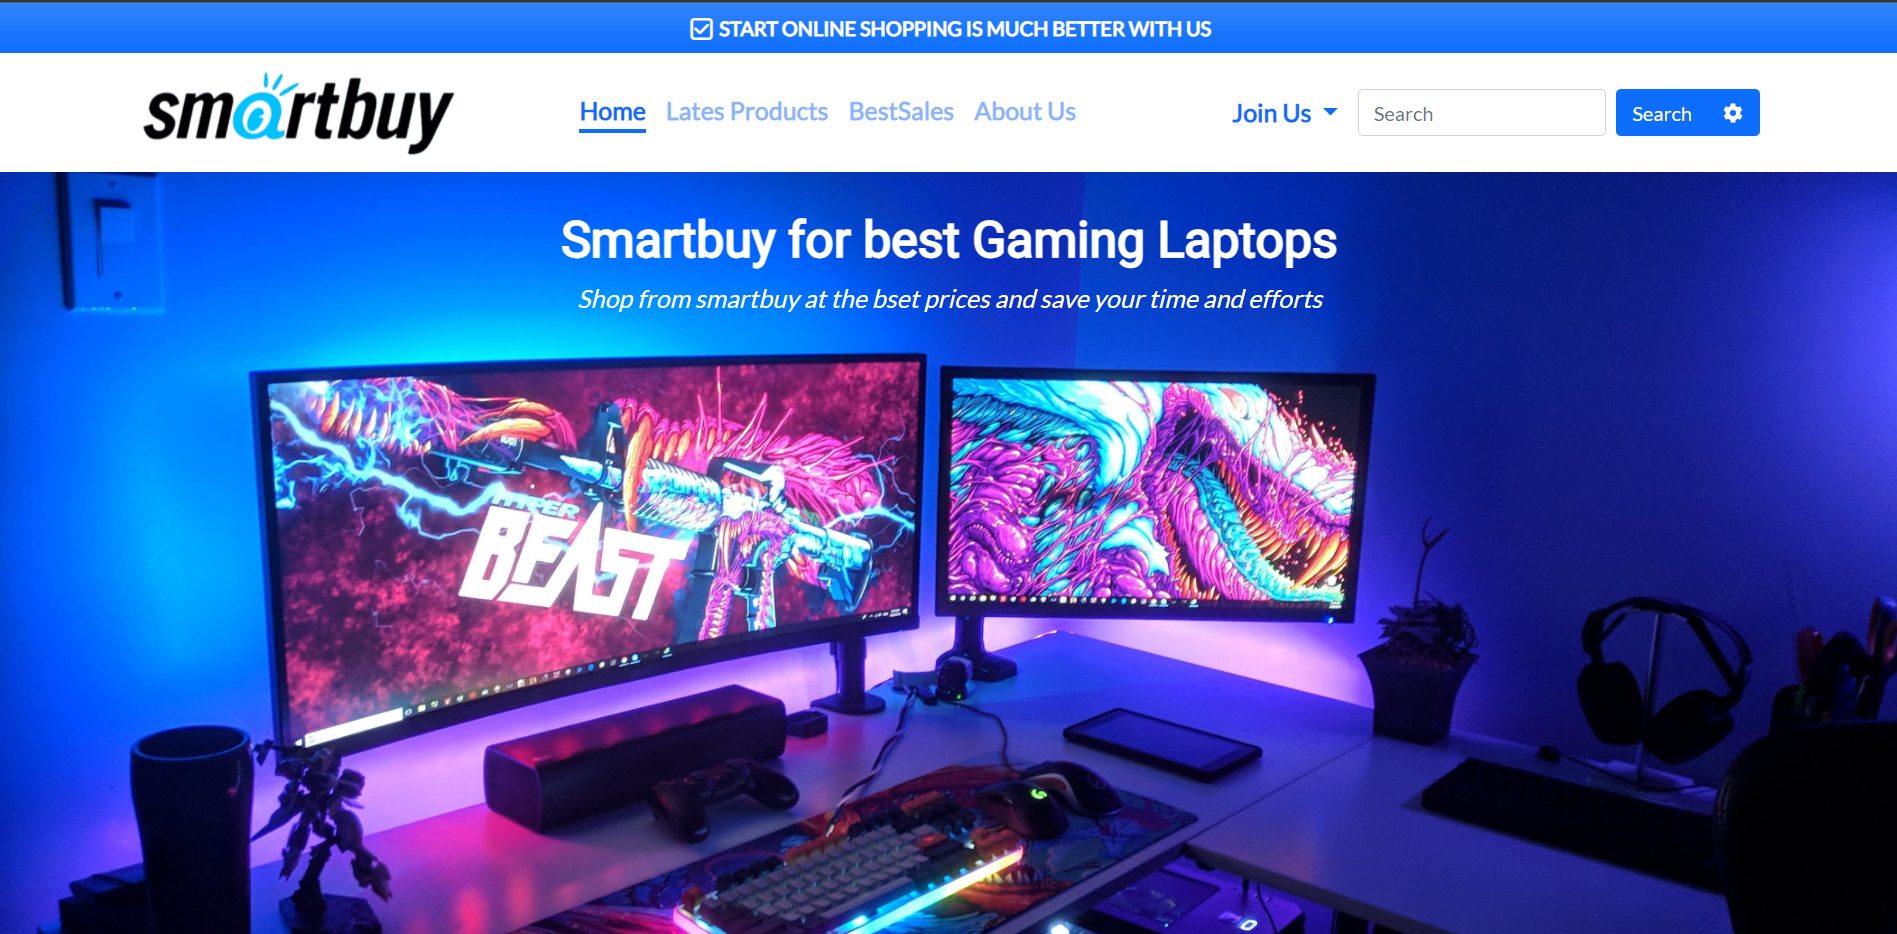 START ONLINE SHOPPING IS MUCH BETTER WITH US
smartbuy
Home Lates Products BestSales About Us
Join Us
Search
Search
Smartbuy for best Gaming Laptops
Shop from smartbuy at the bset prices and save your time and efforts
BEAST